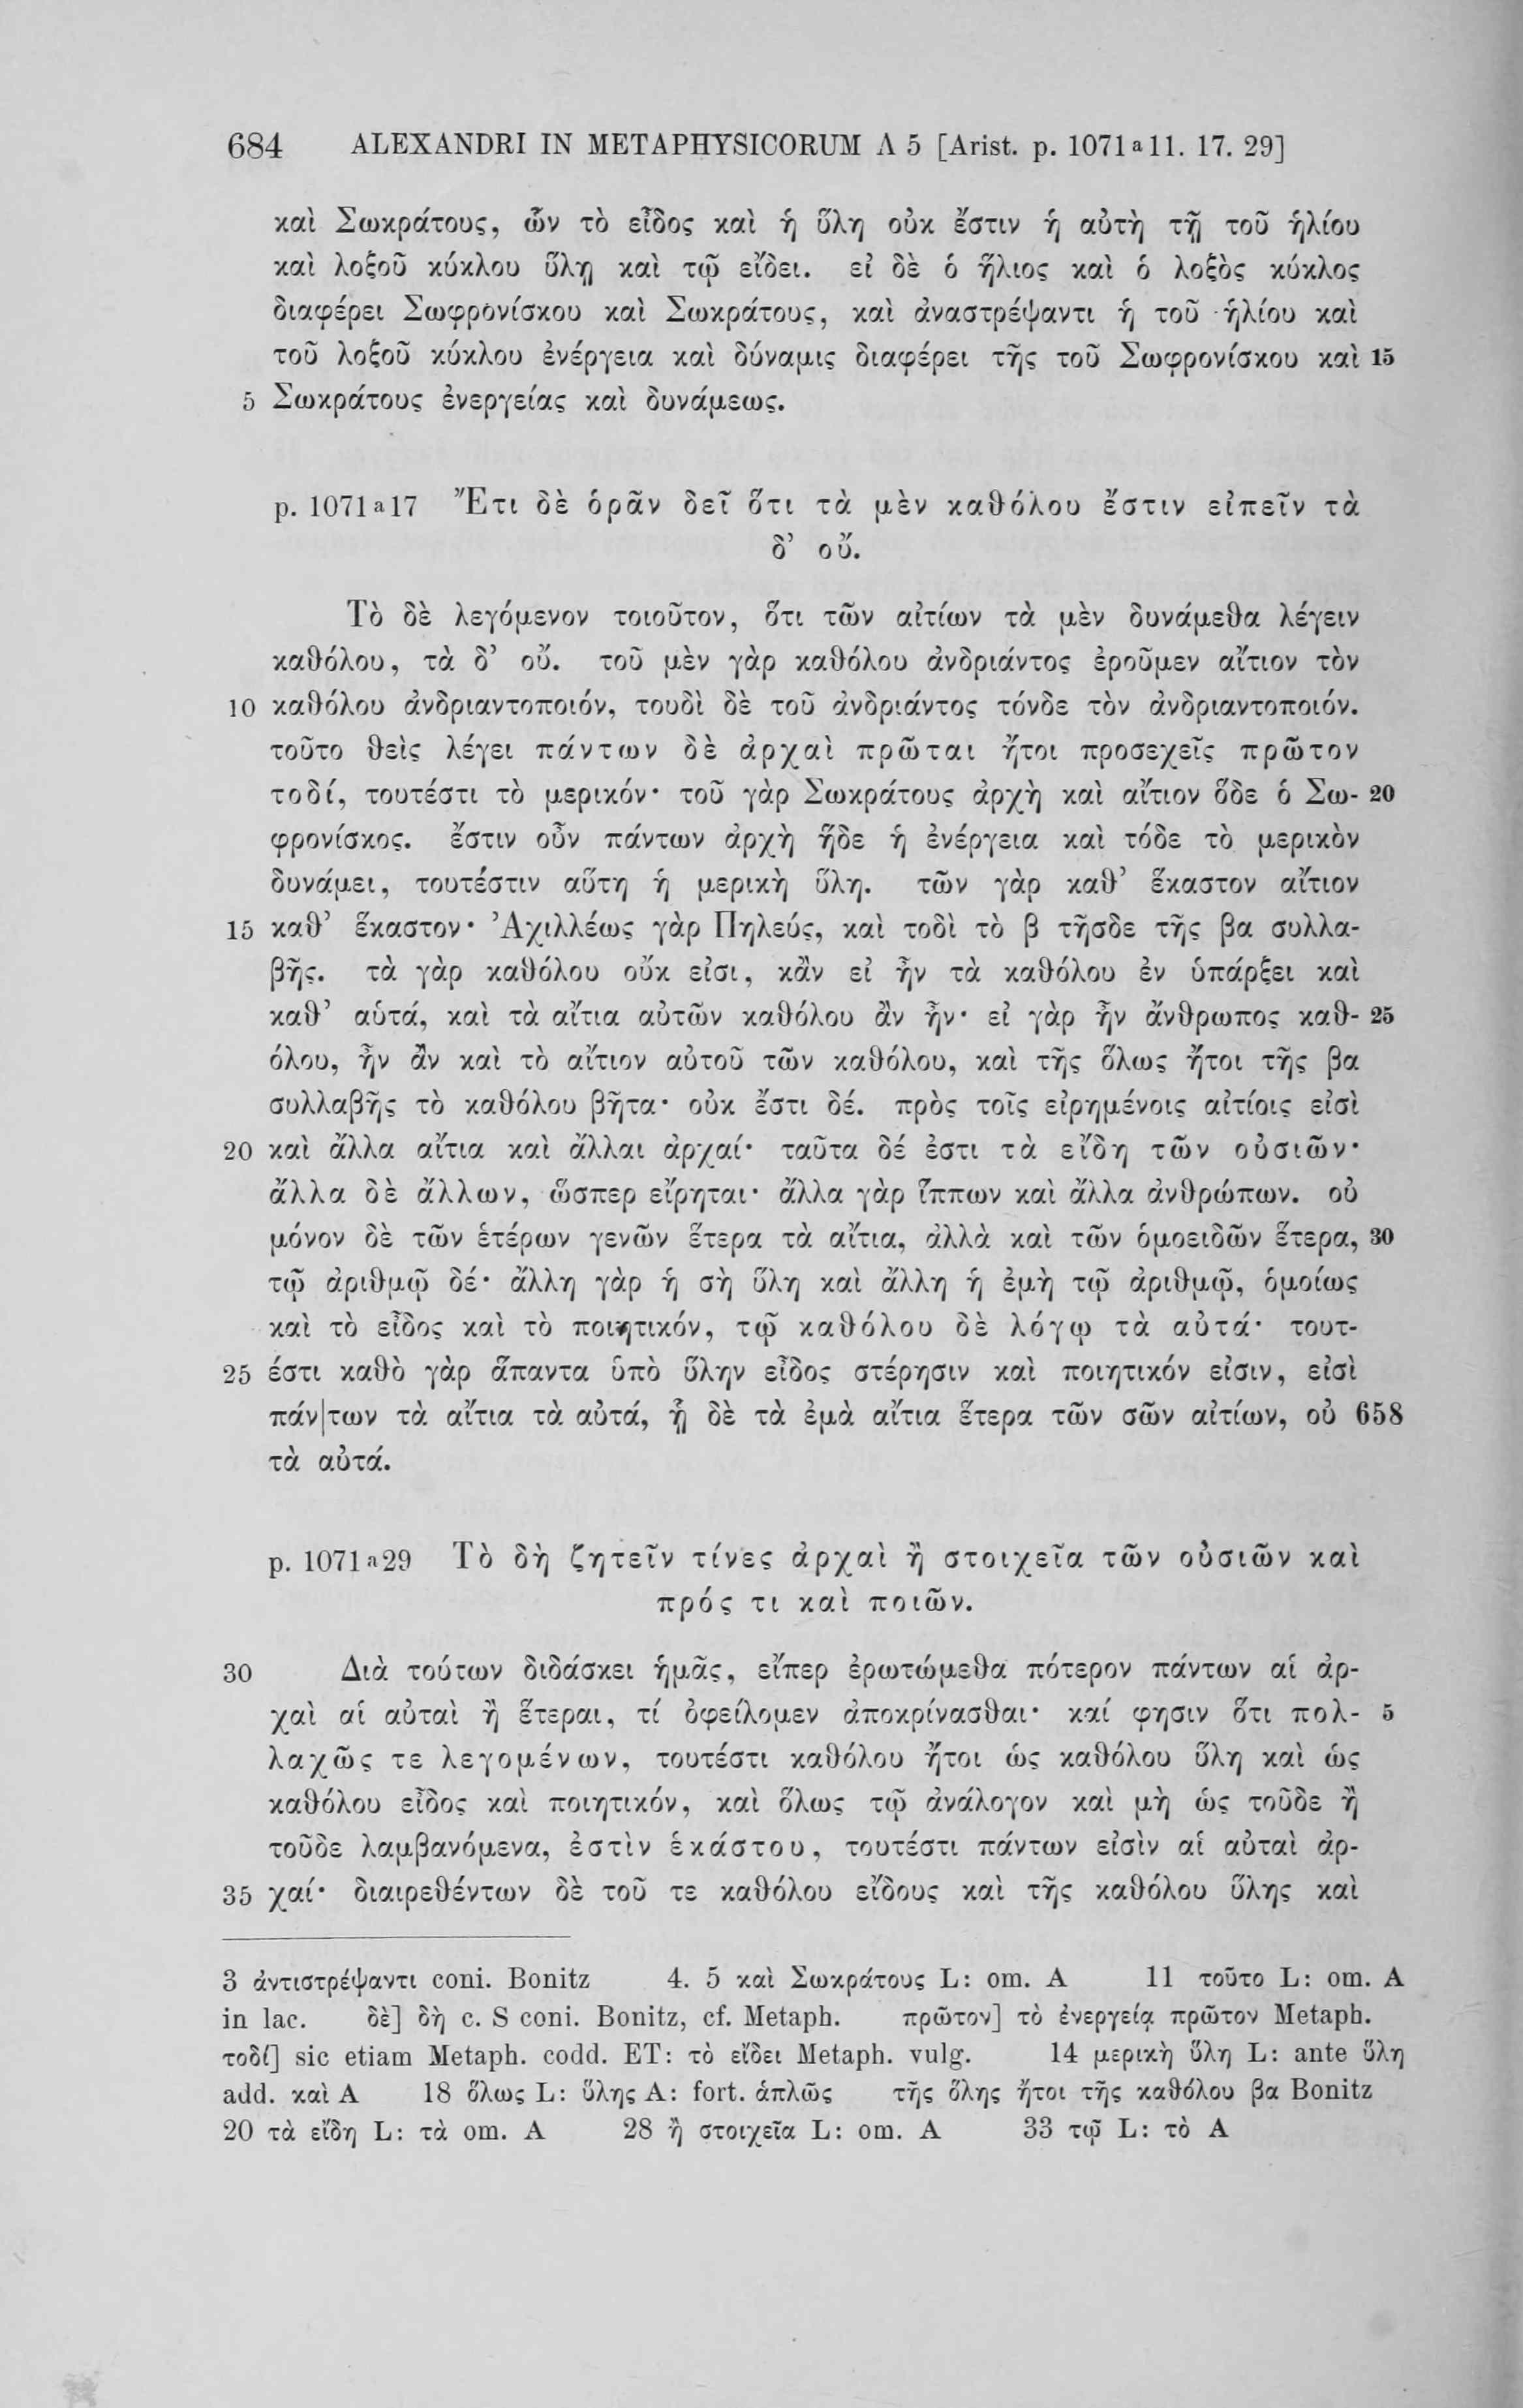 684 ALEXANDRI IN METAPHYSICORUM Λ 5 [Arist. p. 1071ᵃ11. 17. 29]
καὶ Σωκράτους, ὧν τὸ εἶδος καὶ ἡ ὕλη οὐκ ἔστιν ἡ αὐτὴ τῇ τοῦ ἡλίου
καὶ λοξοῦ κύκλου ὕλῃ καὶ τῷ εἴδει. εἰ δὲ ὁ ἥλιος καὶ ὁ λοξὸς κύκλος
διαφέρει Σωφρονίσκου καὶ Σωκράτους, καὶ ἀναστρέψαντι ἡ τοῦ ἡλίου καὶ
τοῦ λοξοῦ κύκλου ἐνέργεια καὶ δύναμις διαφέρει τῆς τοῦ Σωφρονίσκου καὶ 15
5 Σωκράτους ἐνεργείας καὶ δυνάμεως.
p. 1071ᵃ17 Ἔτι δὲ ὁρᾶν δεῖ ὅτι τὰ μὲν καθόλου ἔστιν εἰπεῖν τὰ
δ’ οὔ.
Τὸ δὲ λεγόμενον τοιοῦτον, ὅτι τῶν αἰτίων τὰ μὲν δυνάμεθα λέγειν
καθόλου, τὰ δ’ οὔ. τοῦ μὲν γὰρ καθόλου ἀνδριάντος ἐροῦμεν αἴτιον τὸν
10 καθόλου ἀνδριαντοποιόν, τουδὶ δὲ τοῦ ἀνδριάντος τόνδε τὸν ἀνδριαντοποιόν.
τοῦτο θεὶς λέγει πάντων δὲ ἀρχαὶ πρῶται ἤτοι προσεχεῖς πρῶτον
τοδί, τουτέστι τὸ μερικόν· τοῦ γὰρ Σωκράτους ἀρχὴ καὶ αἴτιον ὅδε ὁ Σω- 20
φρονίσκος. ἔστιν οὖν πάντων ἀρχὴ ἥδε ἡ ἐνέργεια καὶ τόδε τὸ μερικὸν
δυνάμει, τουτέστιν αὕτη ἡ μερικὴ ὕλη. τῶν γὰρ καθ’ ἕκαστον αἴτιον
15 καθ’ ἕκαστον· Ἀχιλλέως γὰρ Πηλεύς, καὶ τοδὶ τὸ β τῆσδε τῆς βα συλλα-
βῆς. τὰ γὰρ καθόλου οὔκ εἰσι, κἂν εἰ ἦν τὰ καθόλου ἐν ὑπάρξει καὶ
καθ’ αὑτά, καὶ τὰ αἴτια αὐτῶν καθόλου ἂν ἦν· εἰ γὰρ ἦν ἄνθρωπος καθ- 25
όλου, ἦν ἂν καὶ τὸ αἴτιον αὐτοῦ τῶν καθόλου, καὶ τῆς ὅλως ἤτοι τῆς βα
συλλαβῆς τὸ καθόλου βῆτα· οὐκ ἔστι δέ. πρὸς τοῖς εἰρημένοις αἰτίοις εἰσὶ
20 καὶ ἄλλα αἴτια καὶ ἄλλαι ἀρχαί· ταῦτα δέ ἐστι τὰ εἴδη τῶν οὐσιῶν·
ἄλλα δὲ ἄλλων, ὥσπερ εἴρηται· ἄλλα γὰρ ἵππων καὶ ἄλλα ἀνθρώπων. οὐ
μόνον δὲ τῶν ἑτέρων γενῶν ἕτερα τὰ αἴτια, ἀλλὰ καὶ τῶν ὁμοειδῶν ἕτερα, 30
τῷ ἀριθμῷ δέ· ἄλλη γὰρ ἡ σὴ ὕλη καὶ ἄλλη ἡ ἐμὴ τῷ ἀριθμῷ, ὁμοίως
καὶ τὸ εἶδος καὶ τὸ ποιητικόν, τῷ καθόλου δὲ λόγῳ τὰ αὐτά· τουτ-
25 έστι καθὸ γὰρ ἅπαντα ὑπὸ ὕλην εἶδος στέρησιν καὶ ποιητικόν εἰσιν, εἰσὶ
πάν|των τὰ αἴτια τὰ αὐτά, ᾗ δὲ τὰ ἐμὰ αἴτια ἕτερα τῶν σῶν αἰτίων, οὐ 658
τὰ αὐτά.
p. 1071ᵃ29 Τὸ δὴ ζητεῖν τίνες ἀρχαὶ ἢ στοιχεῖα τῶν οὐσιῶν καὶ
πρός τι καὶ ποιῶν.
30 Διὰ τούτων διδάσκει ἡμᾶς, εἴπερ ἐρωτώμεθα πότερον πάντων αἱ ἀρ-
χαὶ αἱ αὐταὶ ἢ ἕτεραι, τί ὀφείλομεν ἀποκρίνασθαι· καί φησιν ὅτι πολ- 5
λαχῶς τε λεγομένων, τουτέστι καθόλου ἤτοι ὡς καθόλου ὕλη καὶ ὡς
καθόλου εἶδος καὶ ποιητικόν, καὶ ὅλως τῷ ἀνάλογον καὶ μὴ ὡς τοῦδε ἢ
τοῦδε λαμβανόμενα, ἐστὶν ἑκάστου, τουτέστι πάντων εἰσὶν αἱ αὐταὶ ἀρ-
35 χαί· διαιρεθέντων δὲ τοῦ τε καθόλου εἴδους καὶ τῆς καθόλου ὕλης καὶ
3 ἀντιστρέψαντι coni. Bonitz 4. 5 καὶ Σωκράτους L: om. A 11 τοῦτο L: om. A
in lac. δὲ] δὴ c. S coni. Bonitz, cf. Metaph. πρῶτον] τὸ ἐνεργείᾳ πρῶτον Metaph.
τοδί] sic etiam Metaph. codd. ET: τὸ εἴδει Metaph. vulg. 14 μερικὴ ὕλη L: ante ὕλη
add. καὶ A 18 ὅλως L: ὕλης A: fort. ἁπλῶς τῆς ὅλης ἤτοι τῆς καθόλου βα Bonitz
20 τὰ εἴδη L: τὰ om. A 28 ἢ στοιχεῖα L: om. A 33 τῷ L: τὸ A